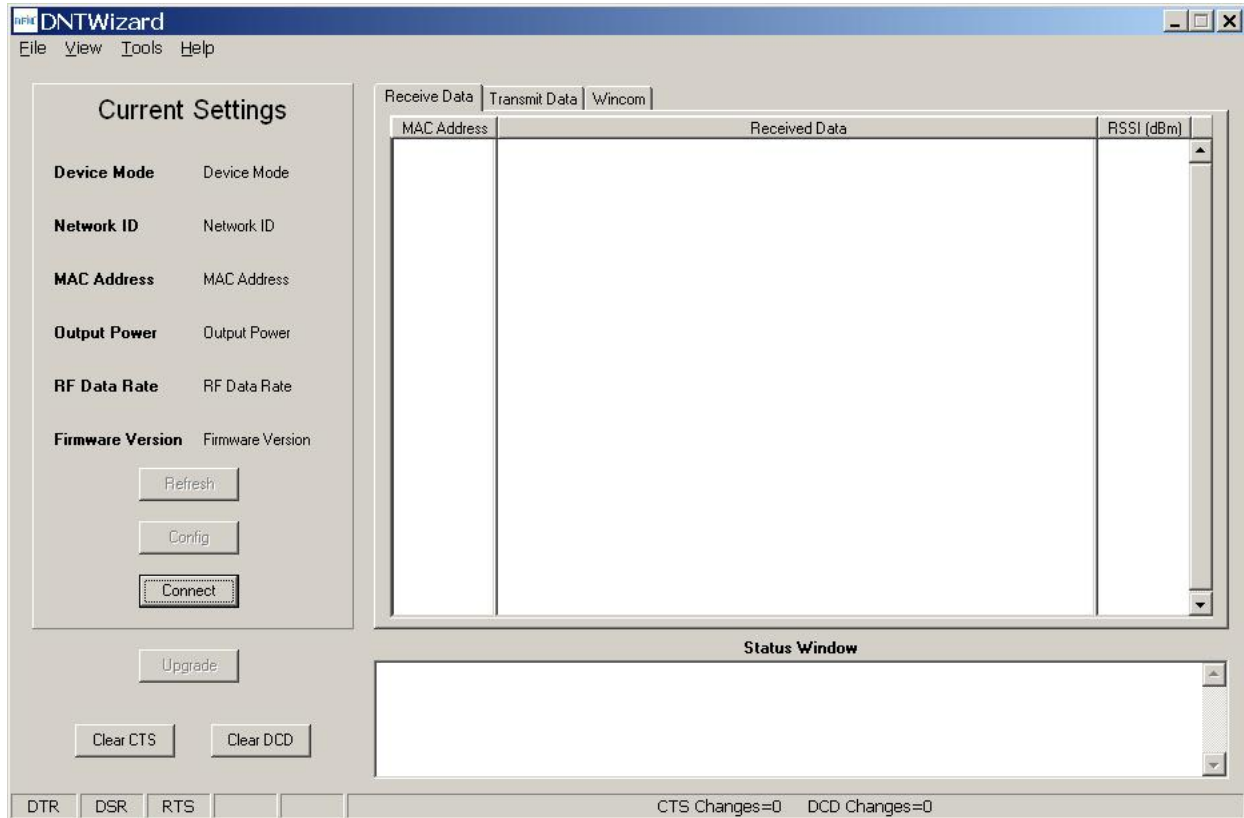 DNTWizard
File View Tools Help
Current Settings
Device Mode Device Mode
Network ID Network ID
MAC Address MAC Address
Output Power Output Power
RF Data Rate RF Data Rate
Firmware Version Firmware Version
Refresh
Config
Connect
Upgrade
Clear CTS Clear DCD
Receive Data Transmit Data Wincom
MAC Address Received Data RSSI (dBm)
Status Window
DTR DSR RTS CTS Changes=0 DCD Changes=0